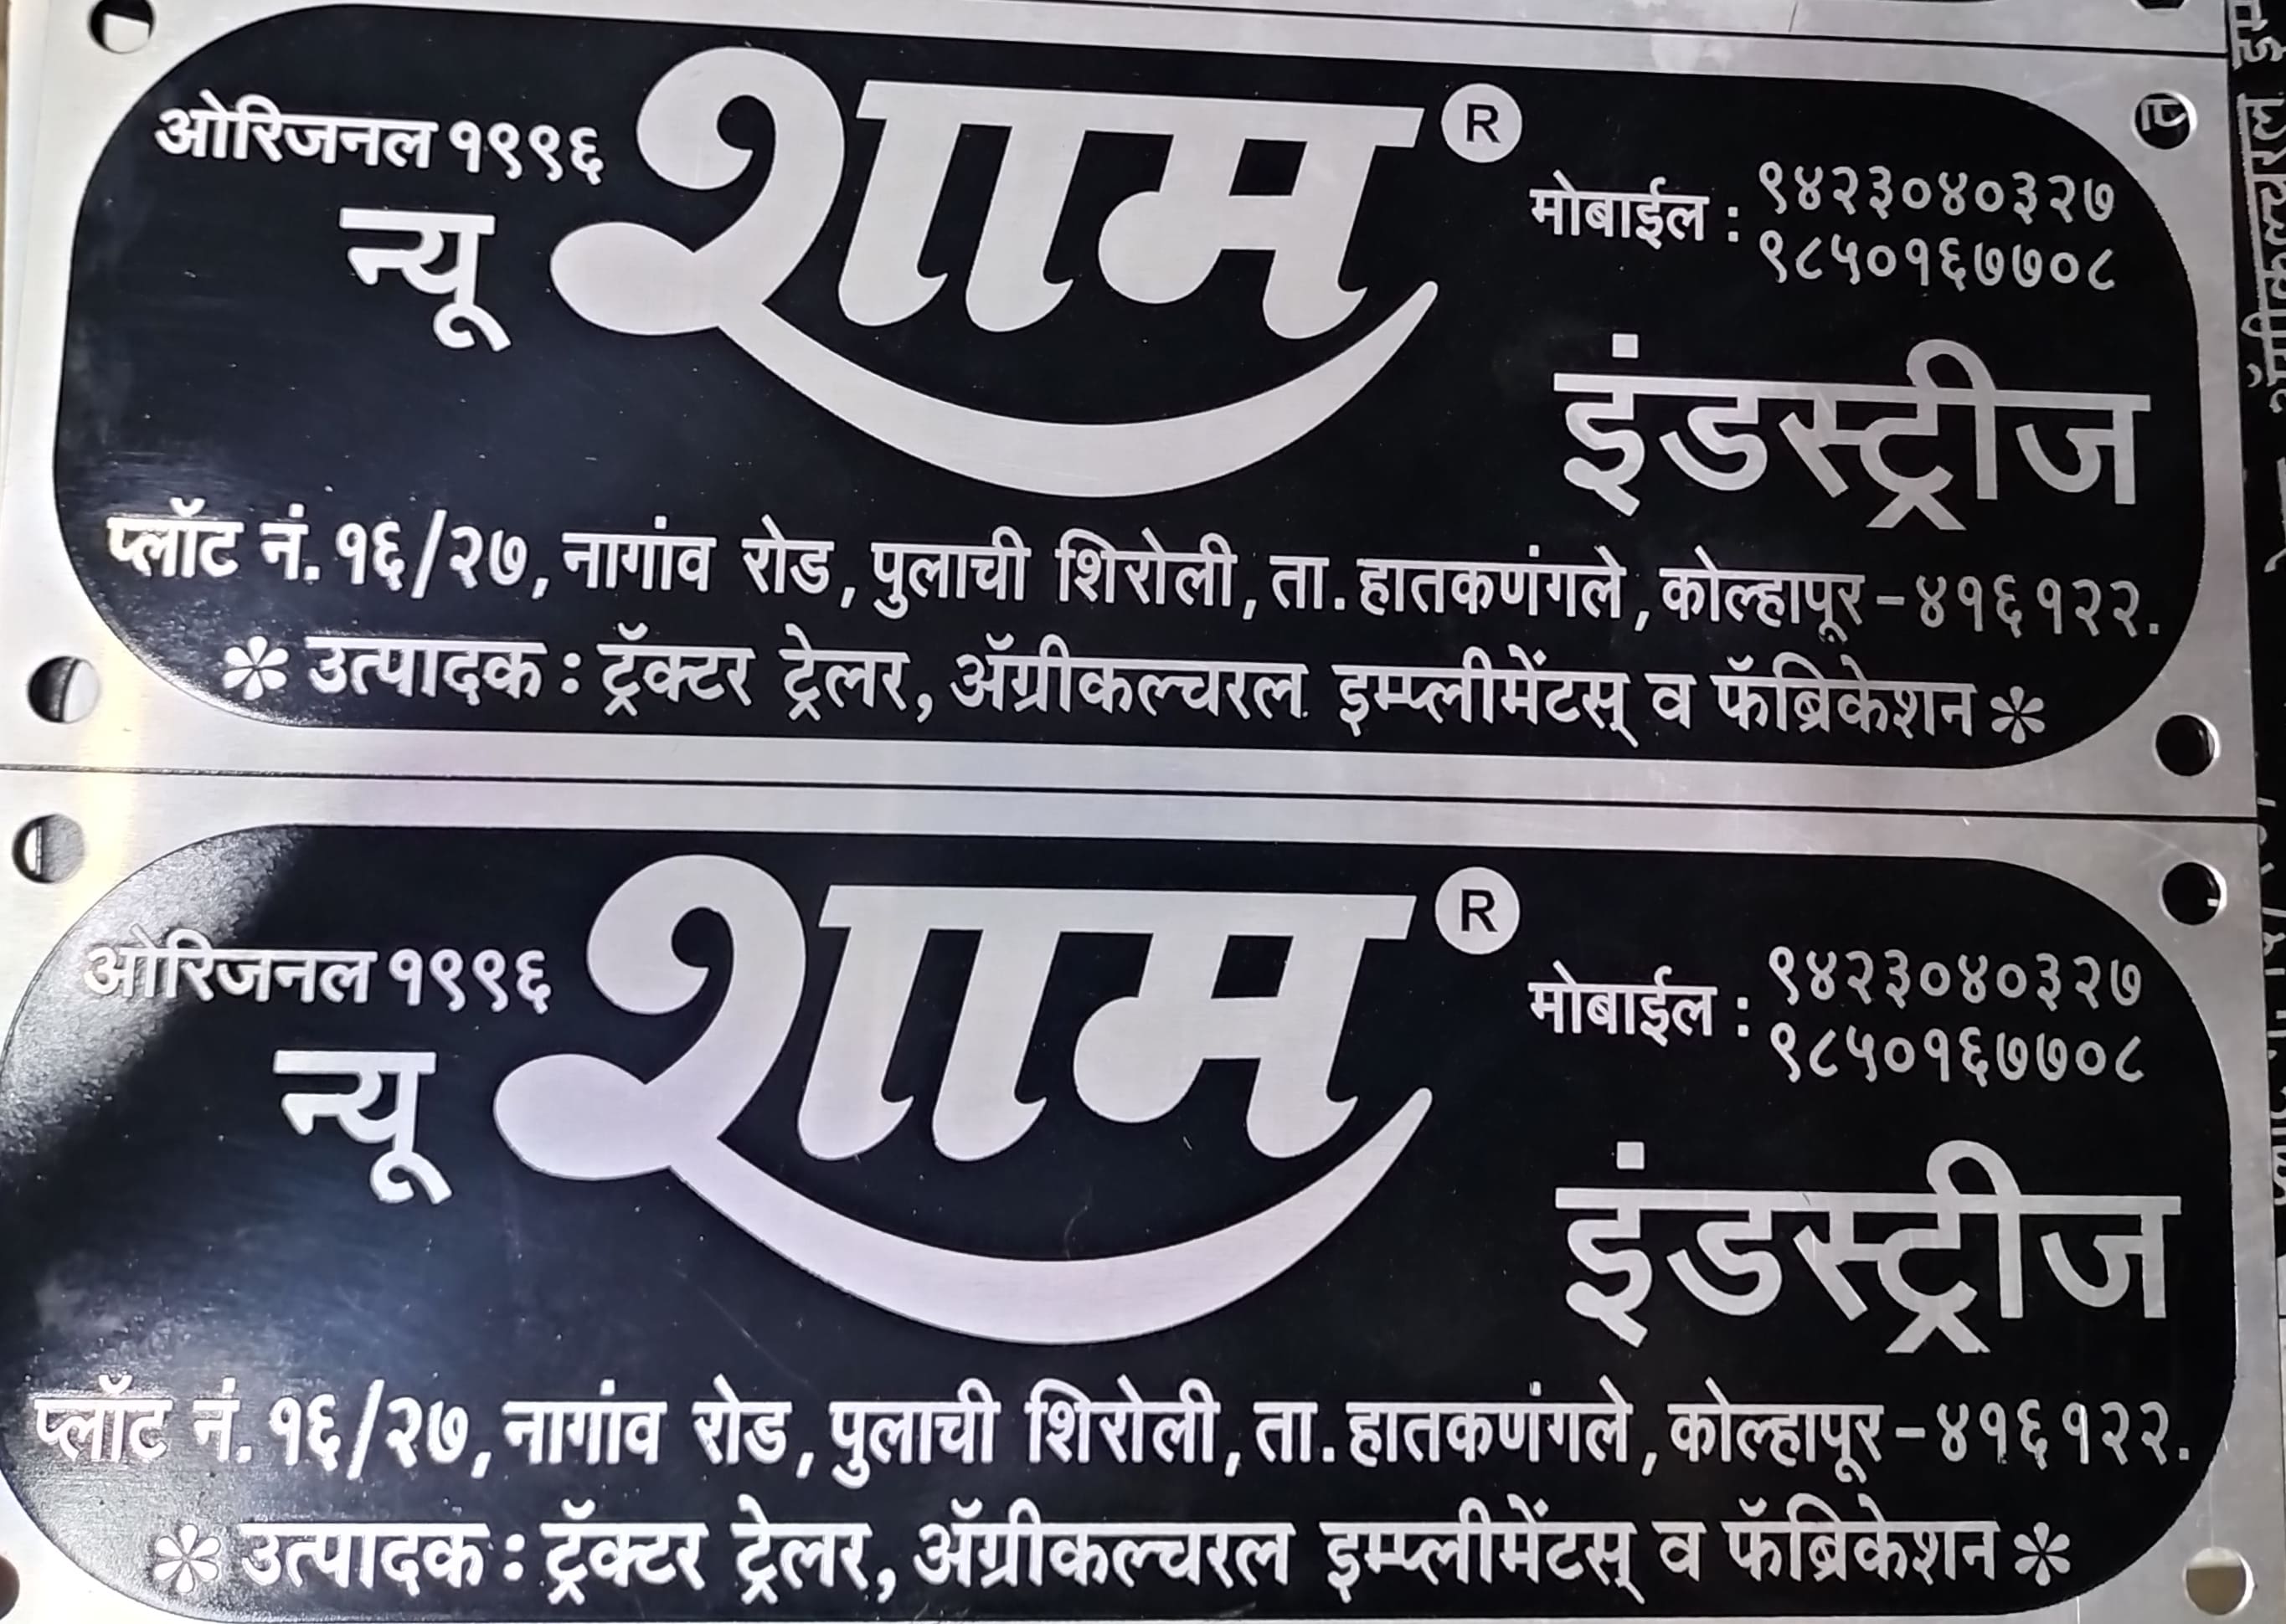 ओरिजनल १९९६
न्यू शाम ®
मोबाईल : ९४२३०४०३२७
९८५०१६७७०८
इंडस्ट्रीज
प्लॉट नं. १६/२७, नागांव रोड, पुलाची शिरोली, ता. हातकणंगले, कोल्हापूर - ४१६१२२.
* उत्पादक : ट्रॅक्टर ट्रेलर, ॲग्रीकल्चरल इम्प्लीमेंटस् व फॅब्रिकेशन *
ओरिजनल १९९६
न्यू शाम ®
मोबाईल : ९४२३०४०३२७
९८५०१६७७०८
इंडस्ट्रीज
प्लॉट नं. १६/२७, नागांव रोड, पुलाची शिरोली, ता. हातकणंगले, कोल्हापूर - ४१६१२२.
* उत्पादक : ट्रॅक्टर ट्रेलर, ॲग्रीकल्चरल इम्प्लीमेंटस् व फॅब्रिकेशन *